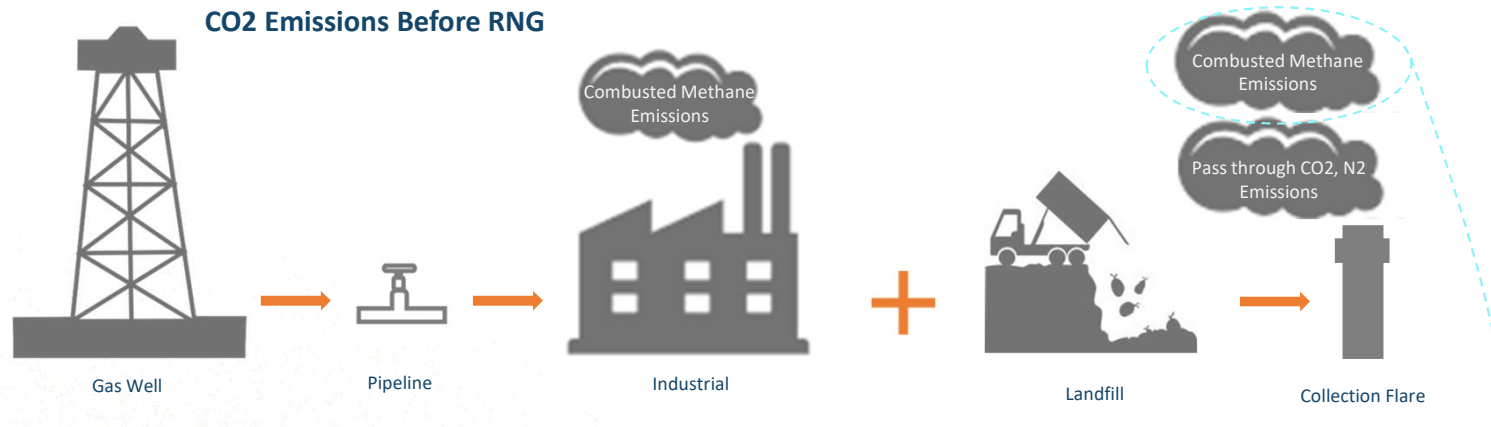 CO2 Emissions Before RNG
Combusted Methane
Emissions
Combusted Methane
Emissions
Pass through CO2, N2
Emissions
Gas Well
Pipeline
Industrial
Landfill
Collection Flare